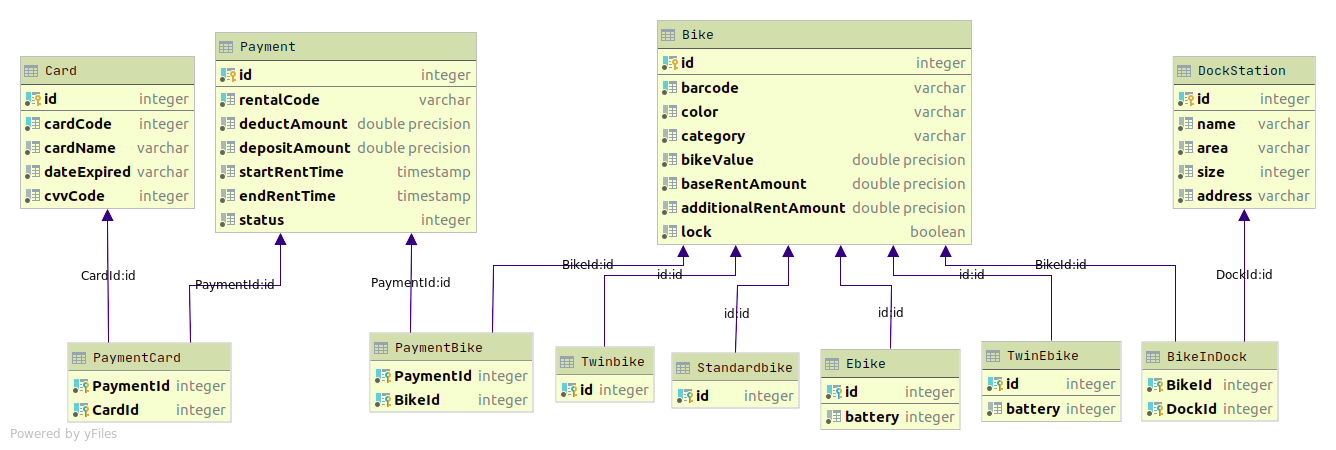 Card
id integer
cardCode integer
cardName varchar
dateExpired varchar
cvvCode integer
Payment
id integer
rentalCode varchar
deductAmount double precision
depositAmount double precision
startRentTime timestamp
endRentTime timestamp
status integer
Bike
id integer
barcode varchar
color varchar
category varchar
bikeValue double precision
baseRentAmount double precision
additionalRentAmount double precision
lock boolean
DockStation
id integer
name varchar
area varchar
size integer
address varchar
CardId:id
PaymentId:id
PaymentId:id
BikeId:id
id:id
id:id
id:id
id:id
BikeId:id
DockId:id
PaymentCard
PaymentId integer
CardId integer
PaymentBike
PaymentId integer
BikeId integer
Twinbike
id integer
Standardbike
id integer
Ebike
id integer
battery integer
TwinEbike
id integer
battery integer
BikeInDock
BikeId integer
DockId integer
Powered by yFiles